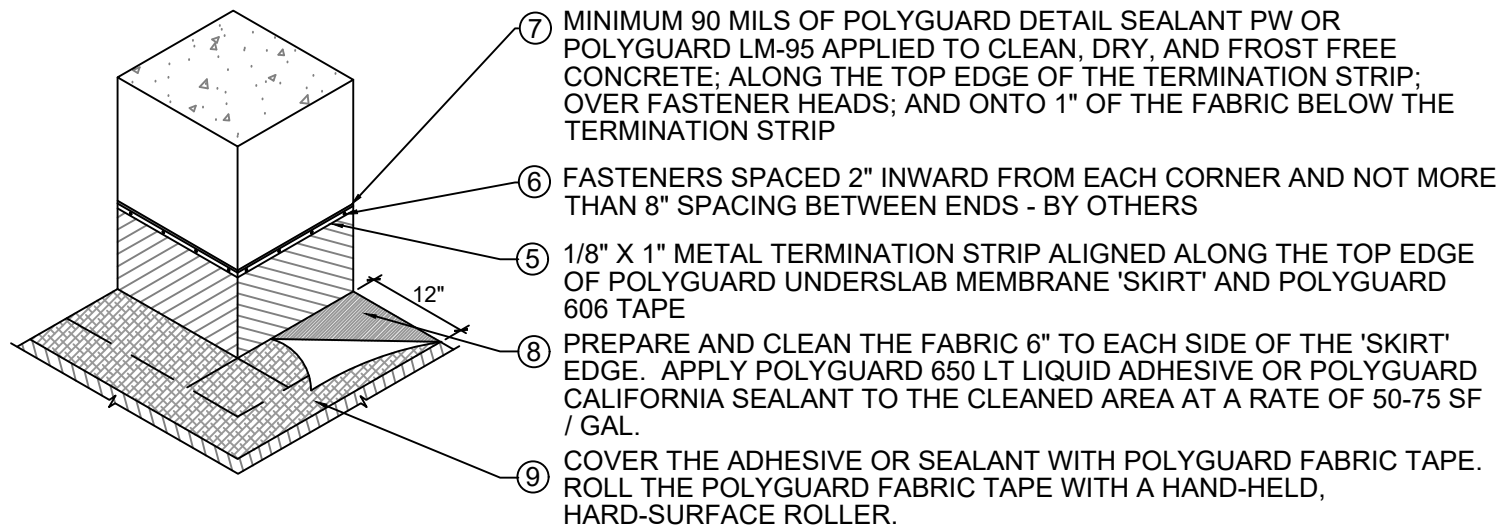 ⑦ MINIMUM 90 MILS OF POLYGUARD DETAIL SEALANT PW OR
POLYGUARD LM-95 APPLIED TO CLEAN, DRY, AND FROST FREE
CONCRETE; ALONG THE TOP EDGE OF THE TERMINATION STRIP;
OVER FASTENER HEADS; AND ONTO 1" OF THE FABRIC BELOW THE
TERMINATION STRIP
⑥ FASTENERS SPACED 2" INWARD FROM EACH CORNER AND NOT MORE
THAN 8" SPACING BETWEEN ENDS - BY OTHERS
⑤ 1/8" X 1" METAL TERMINATION STRIP ALIGNED ALONG THE TOP EDGE
OF POLYGUARD UNDERSLAB MEMBRANE 'SKIRT' AND POLYGUARD
606 TAPE
12"
⑧ PREPARE AND CLEAN THE FABRIC 6" TO EACH SIDE OF THE 'SKIRT'
EDGE. APPLY POLYGUARD 650 LT LIQUID ADHESIVE OR POLYGUARD
CALIFORNIA SEALANT TO THE CLEANED AREA AT A RATE OF 50-75 SF
/ GAL.
⑨ COVER THE ADHESIVE OR SEALANT WITH POLYGUARD FABRIC TAPE.
ROLL THE POLYGUARD FABRIC TAPE WITH A HAND-HELD,
HARD-SURFACE ROLLER.